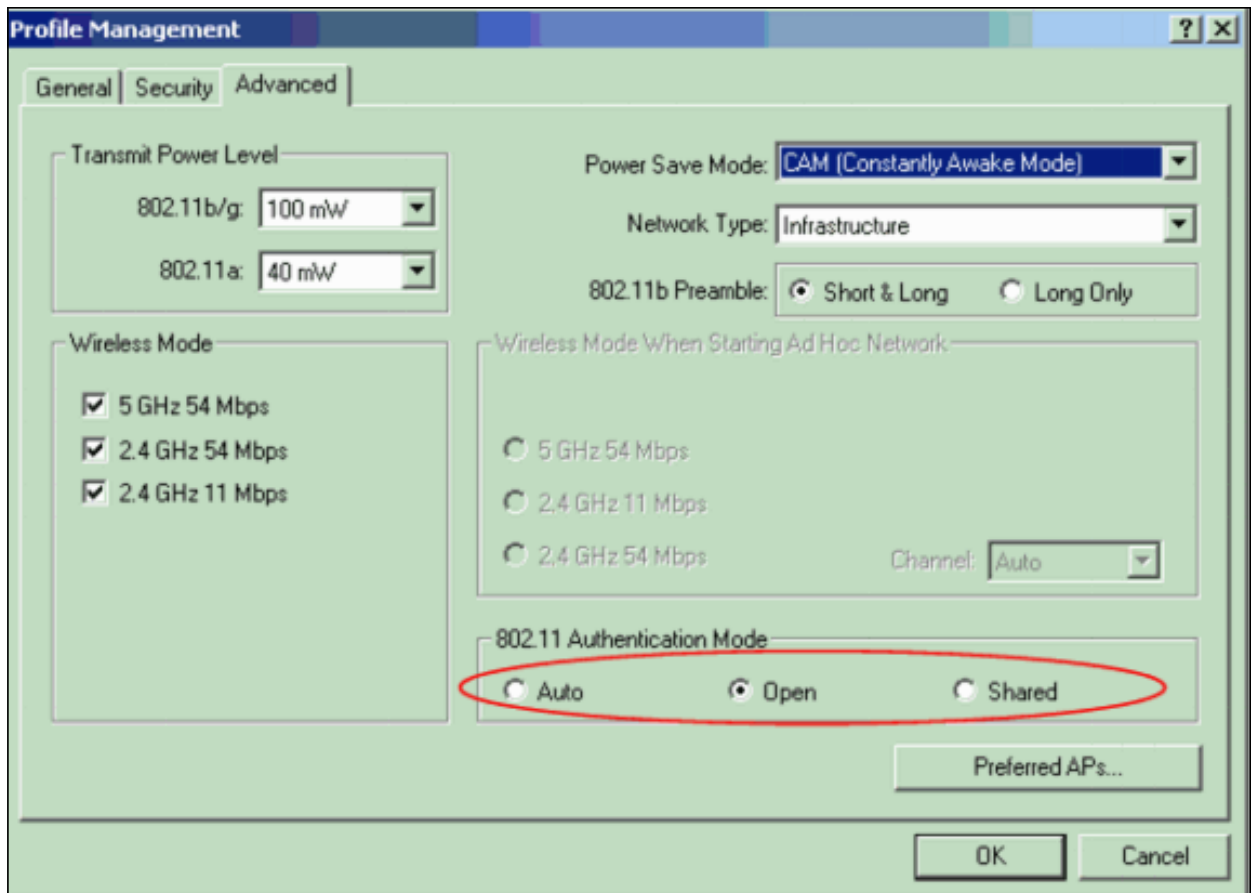 Profile Management
General Security Advanced
Transmit Power Level
802.11b/g: 100 mW
802.11a: 40 mW
Power Save Mode: CAM (Constantly Awake Mode)
Network Type: Infrastructure
802.11b Preamble: Short & Long Long Only
Wireless Mode
5 GHz 54 Mbps
2.4 GHz 54 Mbps
2.4 GHz 11 Mbps
Wireless Mode When Starting Ad Hoc Network
5 GHz 54 Mbps
2.4 GHz 11 Mbps
2.4 GHz 54 Mbps Channel: Auto
802.11 Authentication Mode
Auto Open Shared
Preferred APs...
OK Cancel